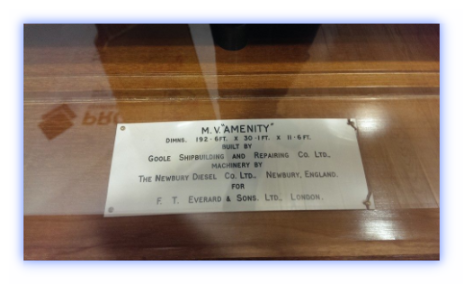 M.V. "AMENITY"
DIMNS. 192·6FT. X 30·1FT. X 11·6FT.
BUILT BY
GOOLE SHIPBUILDING AND REPAIRING CO. LTD.,
MACHINERY BY
THE NEWBURY DIESEL CO. LTD., NEWBURY, ENGLAND.
FOR
F. T. EVERARD & SONS. LTD., LONDON.